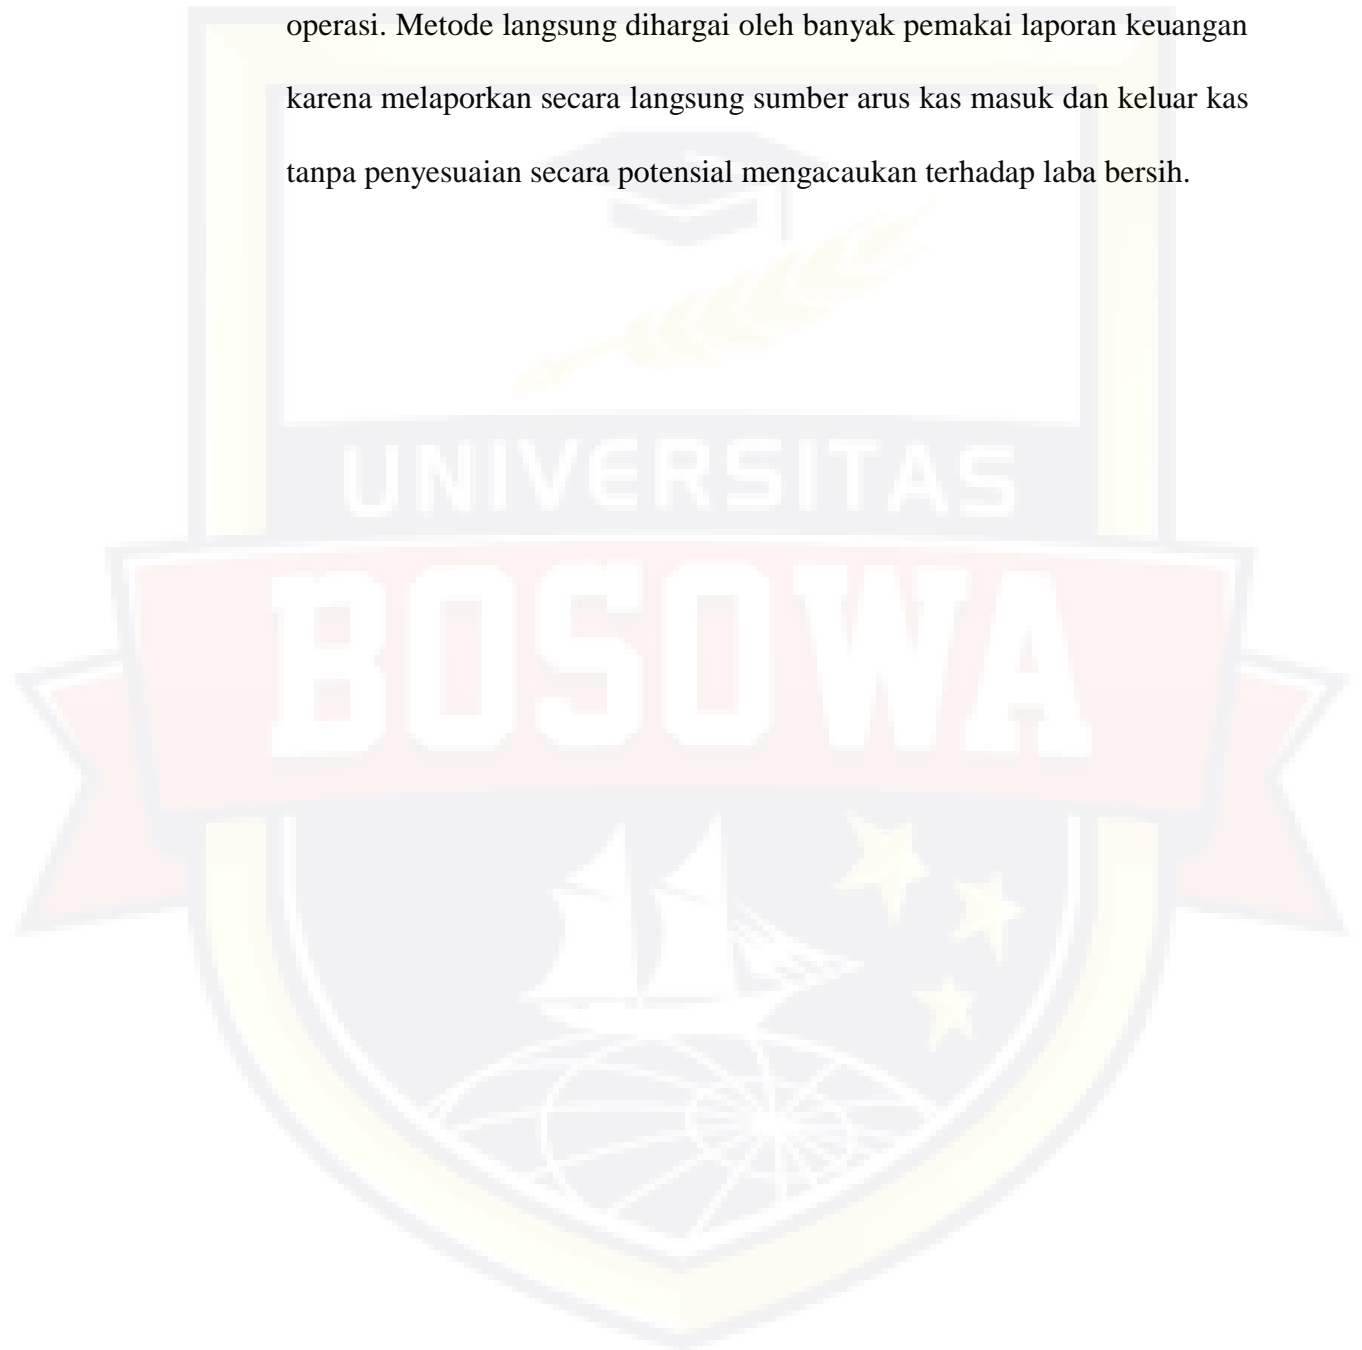 operasi. Metode langsung dihargai oleh banyak pemakai laporan keuangan
karena melaporkan secara langsung sumber arus kas masuk dan keluar kas
tanpa penyesuaian secara potensial mengacaukan terhadap laba bersih.
UNIVERSITAS
BOSOWA